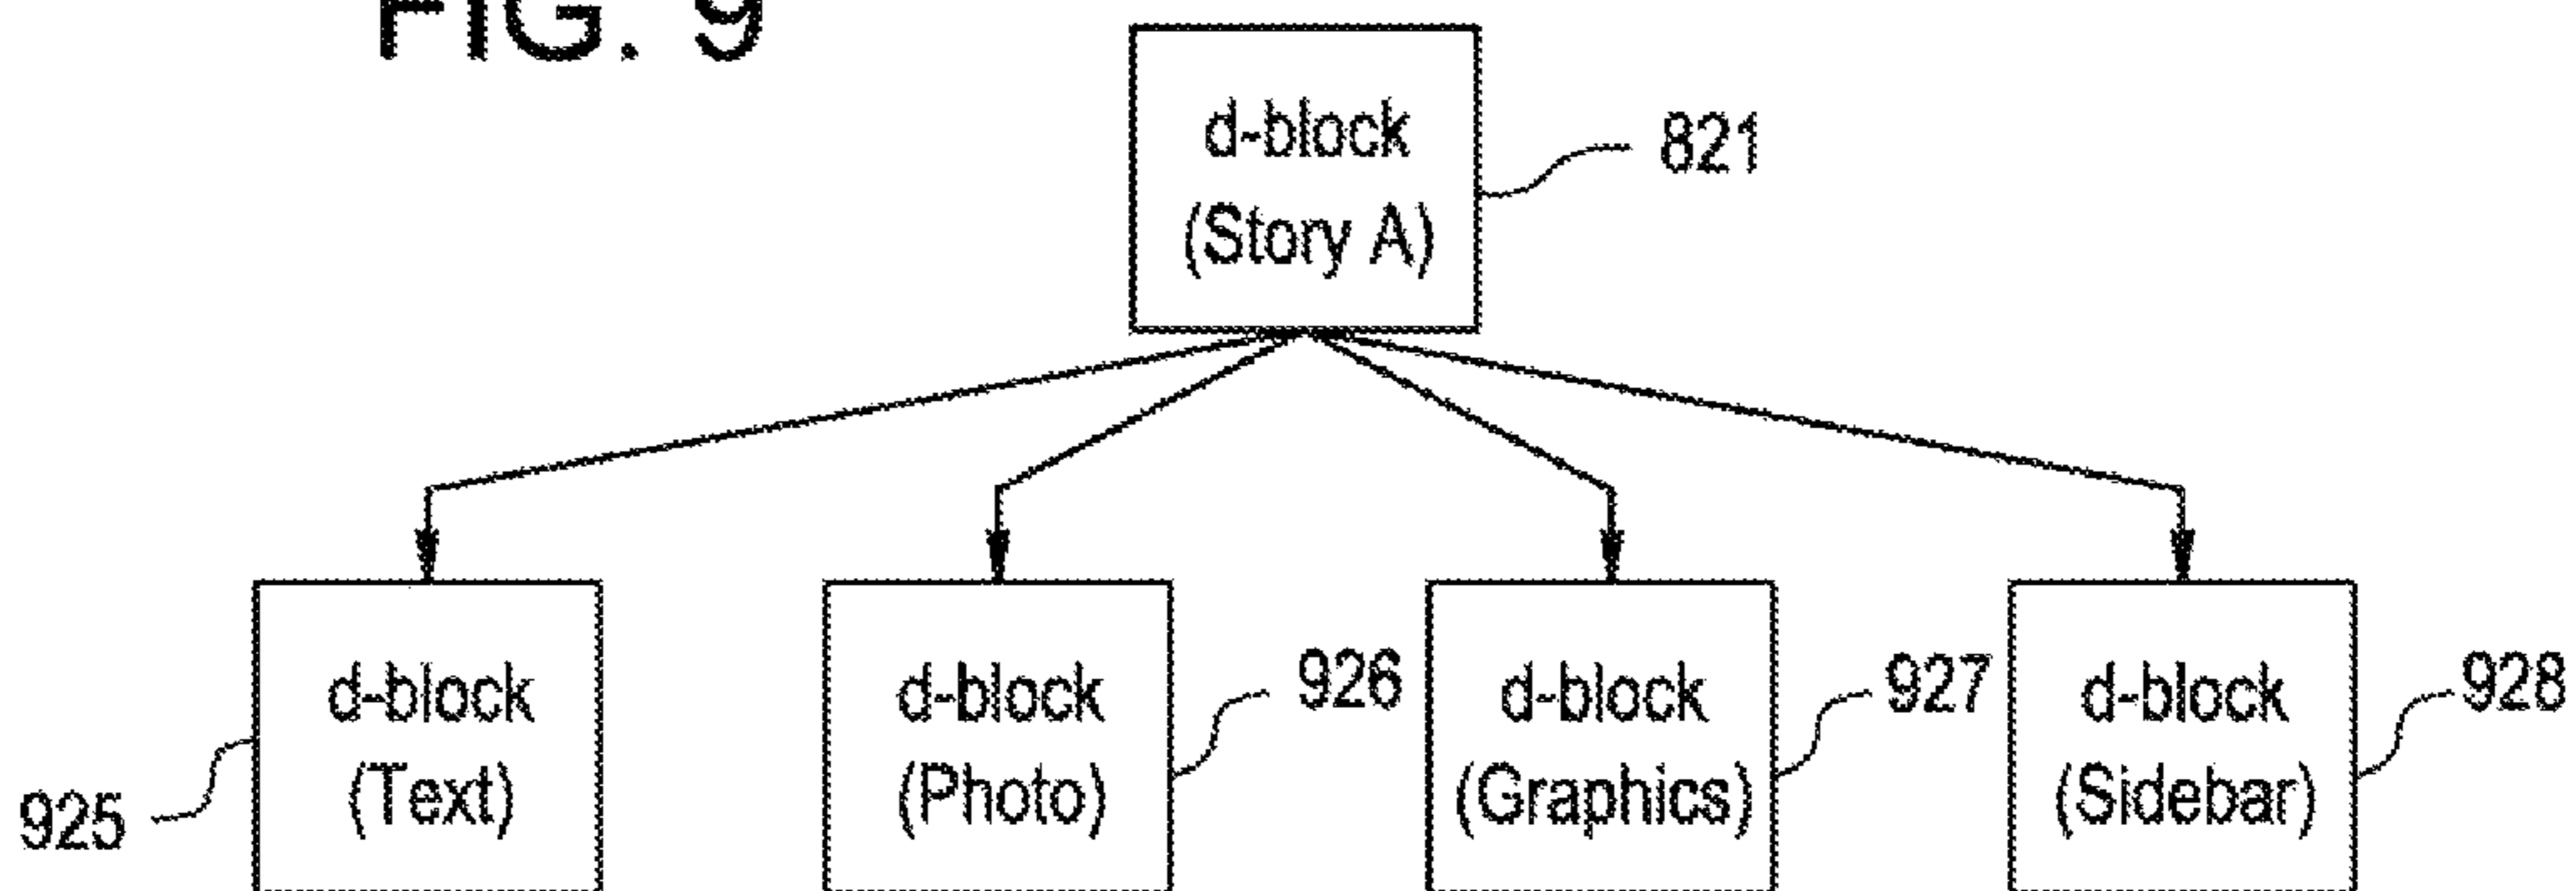 FIG. 9
d-block
(Story A)
821
d-block
(Text)
925
d-block
(Photo)
926
d-block
(Graphics)
927
d-block
(Sidebar)
928